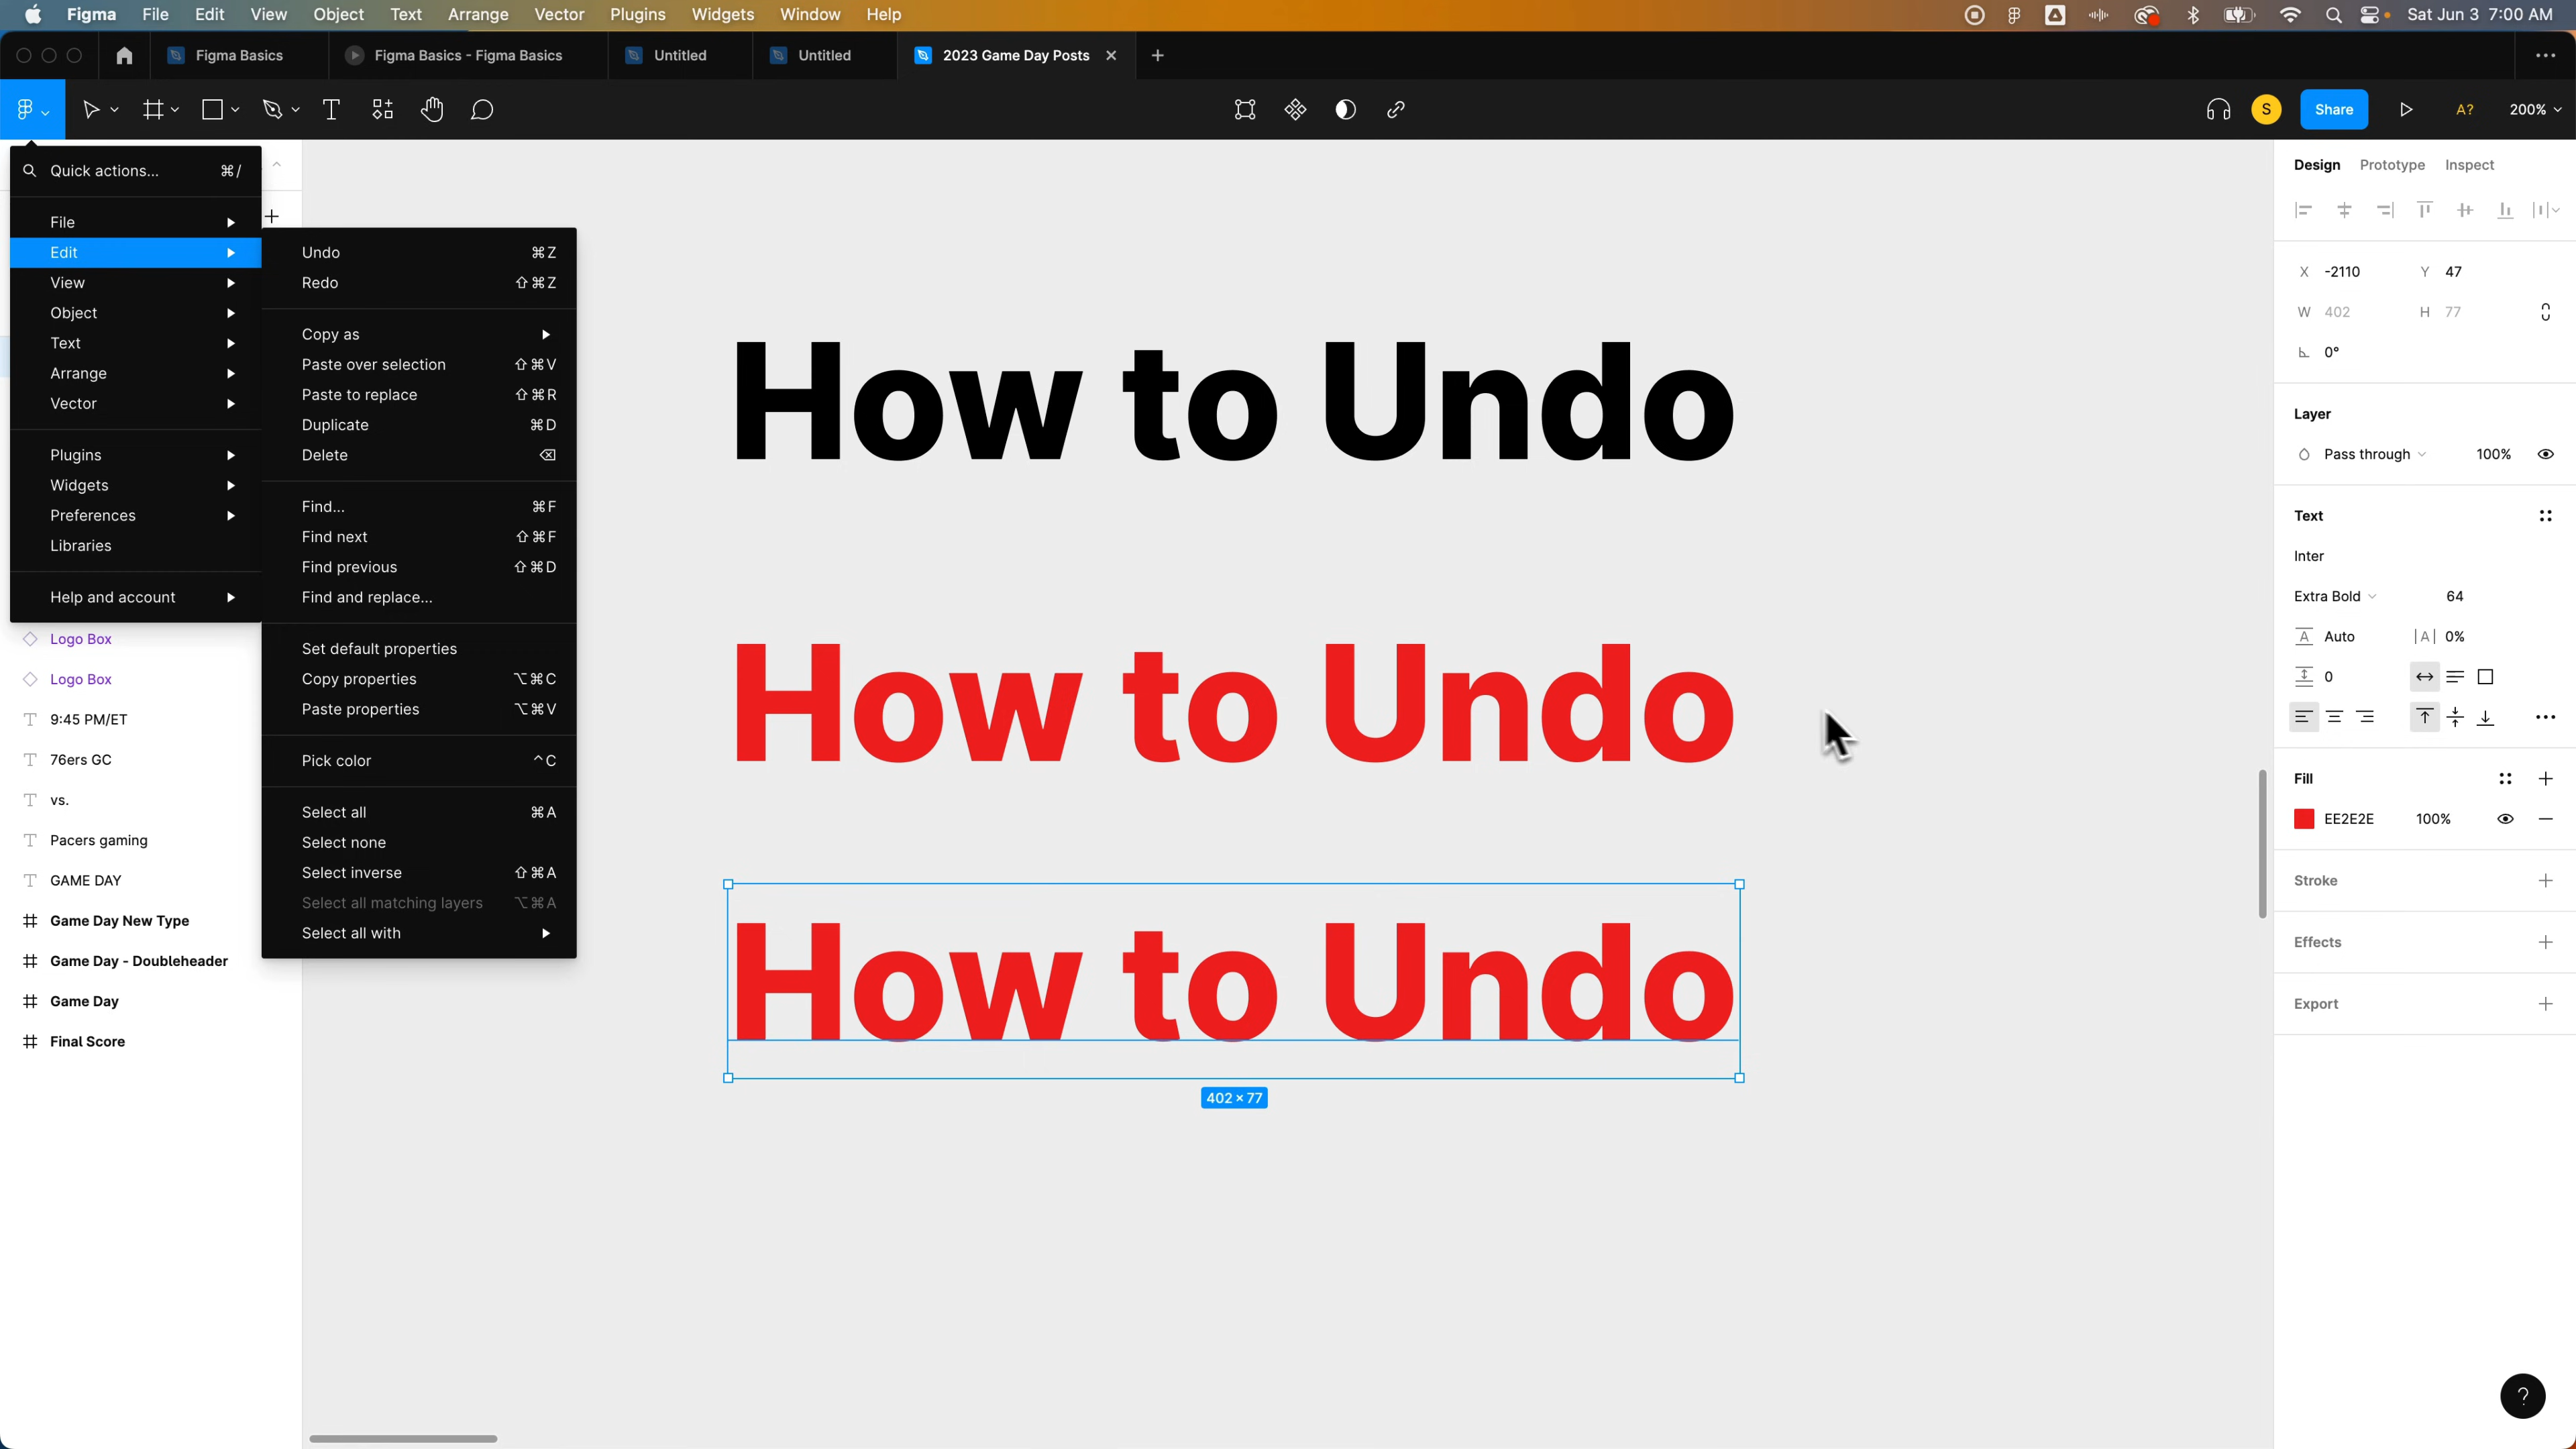 Figma File Edit View Object Text Arrange Vector Plugins Widgets Window Help Sat Jun 3 7:00 AM
Figma Basics Figma Basics - Figma Basics Untitled Untitled 2023 Game Day Posts
S Share A? 200%
Quick actions... ⌘/
File
Edit
View
Object
Text
Arrange
Vector
Plugins
Widgets
Preferences
Libraries
Help and account
Logo Box
Logo Box
9:45 PM/ET
76ers GC
vs.
Pacers gaming
GAME DAY
Game Day New Type
Game Day - Doubleheader
Game Day
Final Score
Undo ⌘Z
Redo ⇧⌘Z
Copy as
Paste over selection ⇧⌘V
Paste to replace ⇧⌘R
Duplicate ⌘D
Delete ⌫
Find... ⌘F
Find next ⇧⌘F
Find previous ⇧⌘D
Find and replace...
Set default properties
Copy properties ⌥⌘C
Paste properties ⌥⌘V
Pick color ^C
Select all ⌘A
Select none
Select inverse ⇧⌘A
Select all matching layers ⌥⌘A
Select all with
How to Undo
How to Undo
How to Undo
402 × 77
Design Prototype Inspect
X -2110 Y 47
W 402 H 77
0°
Layer
Pass through 100%
Text
Inter
Extra Bold 64
A Auto |A| 0%
0
Fill
EE2E2E 100%
Stroke
Effects
Export
?